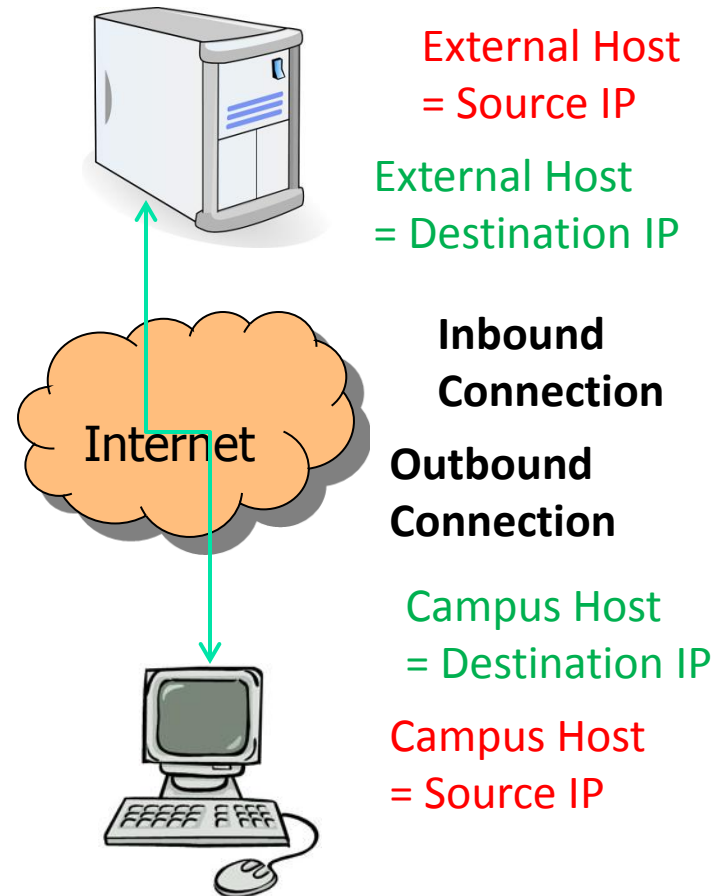 External Host
= Source IP
External Host
= Destination IP
Inbound
Connection
Internet
Outbound
Connection
Campus Host
= Destination IP
Campus Host
= Source IP